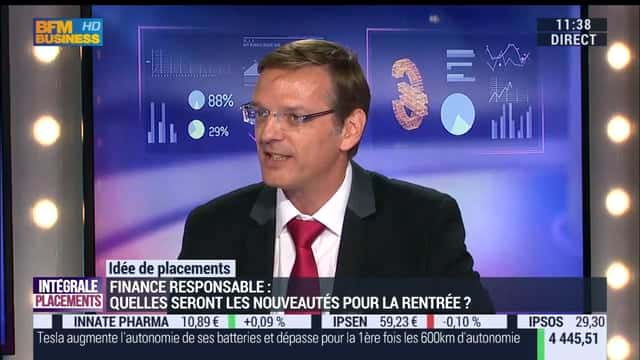 BFM HD
BUSINESS
11:38
DIRECT
88%
29%
Idée de placements
INTÉGRALE
PLACEMENTS
FINANCE RESPONSABLE :
QUELLES SERONT LES NOUVEAUTÉS POUR LA RENTRÉE ?
INNATE PHARMA 10,89 € +0,09 % IPSEN 59,23 € -0,10 % IPSOS 29,30
Tesla augmente l'autonomie de ses batteries et dépasse pour la 1ère fois les 600km d'autonomie
4 445,51